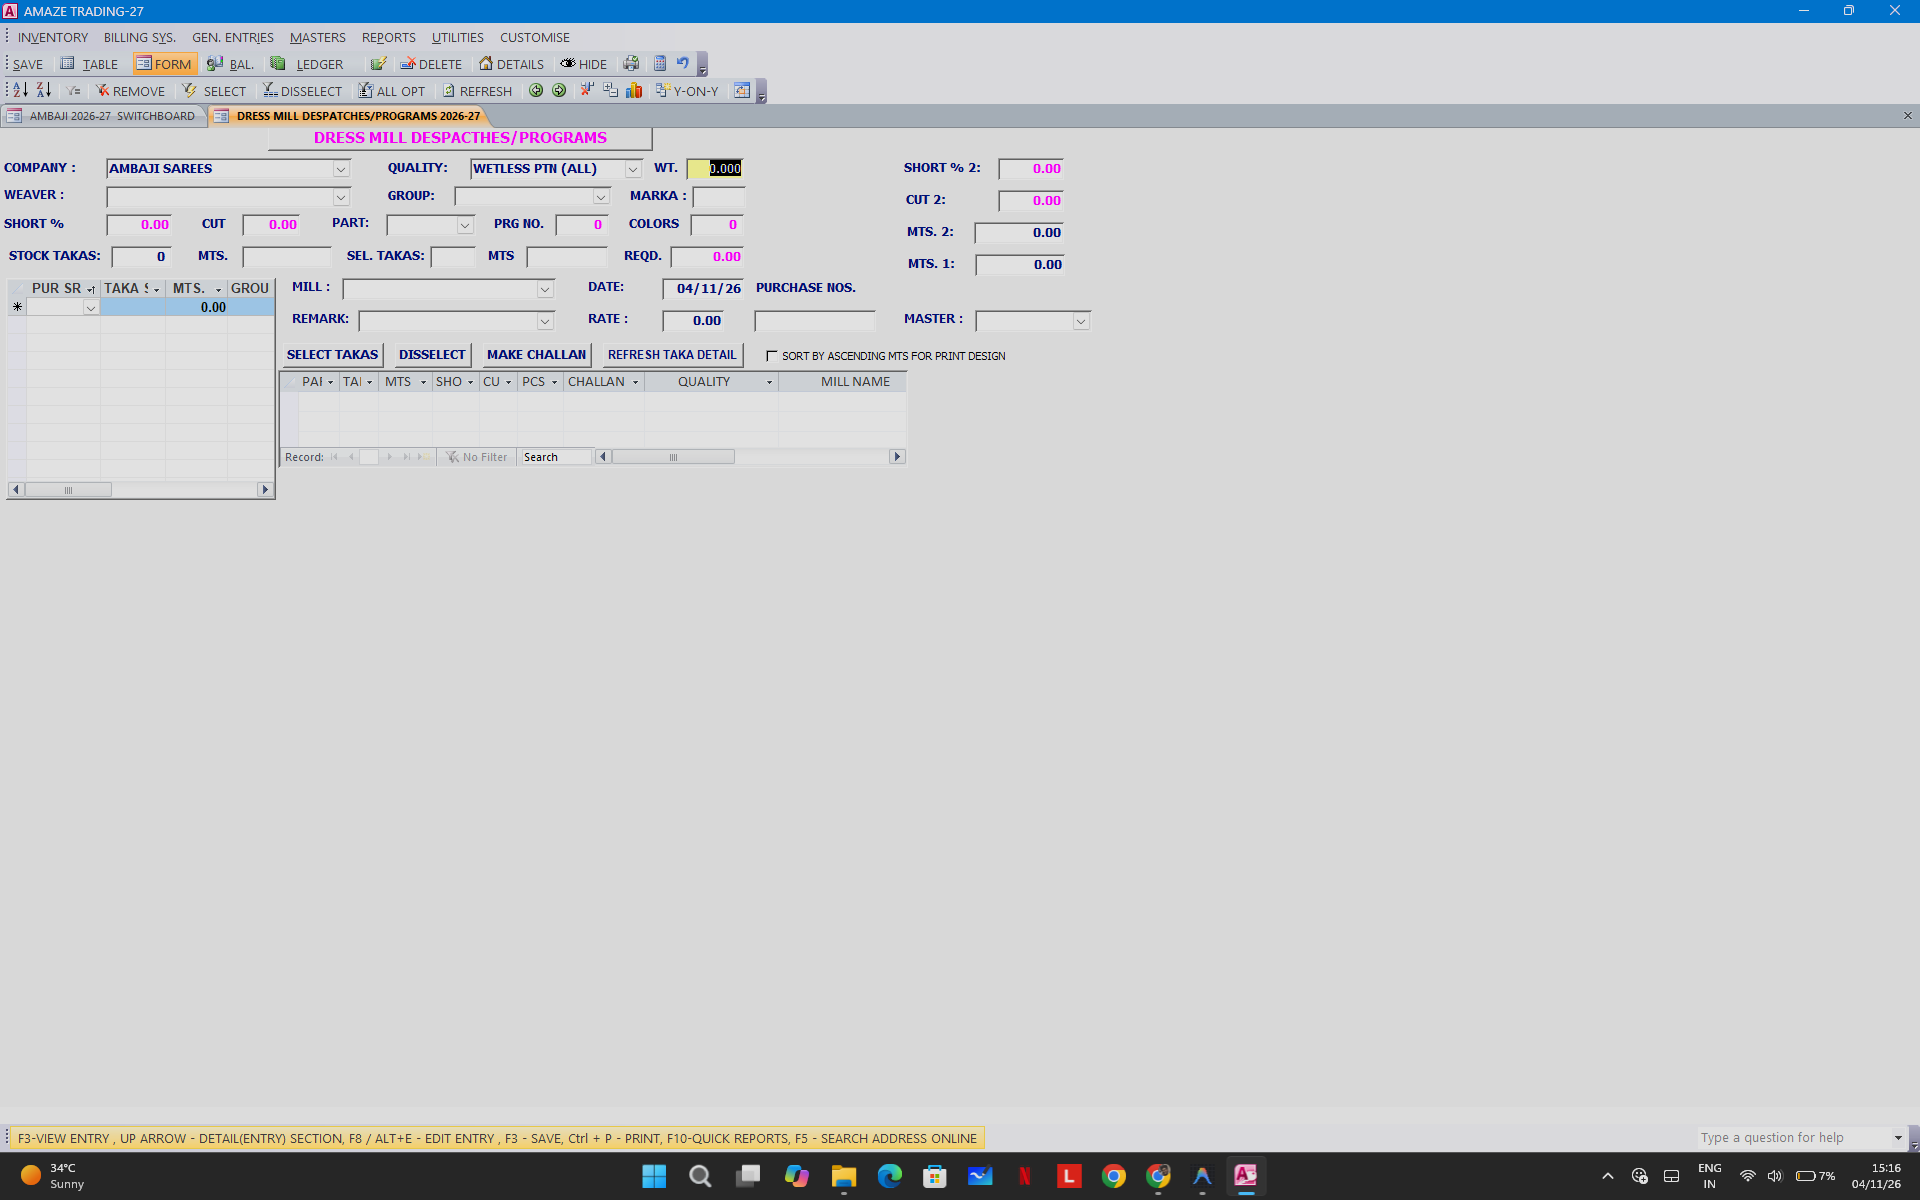 AMAZE TRADING-27
INVENTORY BILLING SYS. GEN. ENTRIES MASTERS REPORTS UTILITIES CUSTOMISE
SAVE TABLE FORM BAL. LEDGER DELETE DETAILS HIDE
REMOVE SELECT DISSELECT ALL OPT REFRESH Y-ON-Y
AMBAJI 2026-27 SWITCHBOARD DRESS MILL DESPATCHES/PROGRAMS 2026-27
DRESS MILL DESPACTHES/PROGRAMS
COMPANY : AMBAJI SAREES QUALITY: WETLESS PTN (ALL) WT. 0.000 SHORT % 2: 0.00
WEAVER : GROUP: MARKA : CUT 2: 0.00
SHORT % 0.00 CUT 0.00 PART: PRG NO. 0 COLORS 0 MTS. 2: 0.00
STOCK TAKAS: 0 MTS. SEL. TAKAS: MTS REQD. 0.00 MTS. 1: 0.00
PUR SR TAKA S MTS. GROU
0.00
MILL : DATE: 04/11/26 PURCHASE NOS.
REMARK: RATE : 0.00 MASTER :
SELECT TAKAS DISSELECT MAKE CHALLAN REFRESH TAKA DETAIL SORT BY ASCENDING MTS FOR PRINT DESIGN
PAI TAI MTS SHO CU PCS CHALLAN QUALITY MILL NAME
Record: No Filter Search
F3-VIEW ENTRY , UP ARROW - DETAIL(ENTRY) SECTION, F8 / ALT+E - EDIT ENTRY , F3 - SAVE, Ctrl + P - PRINT, F10-QUICK REPORTS, F5 - SEARCH ADDRESS ONLINE
Type a question for help
34°C
Sunny
ENG
IN
7%
15:16
04/11/26